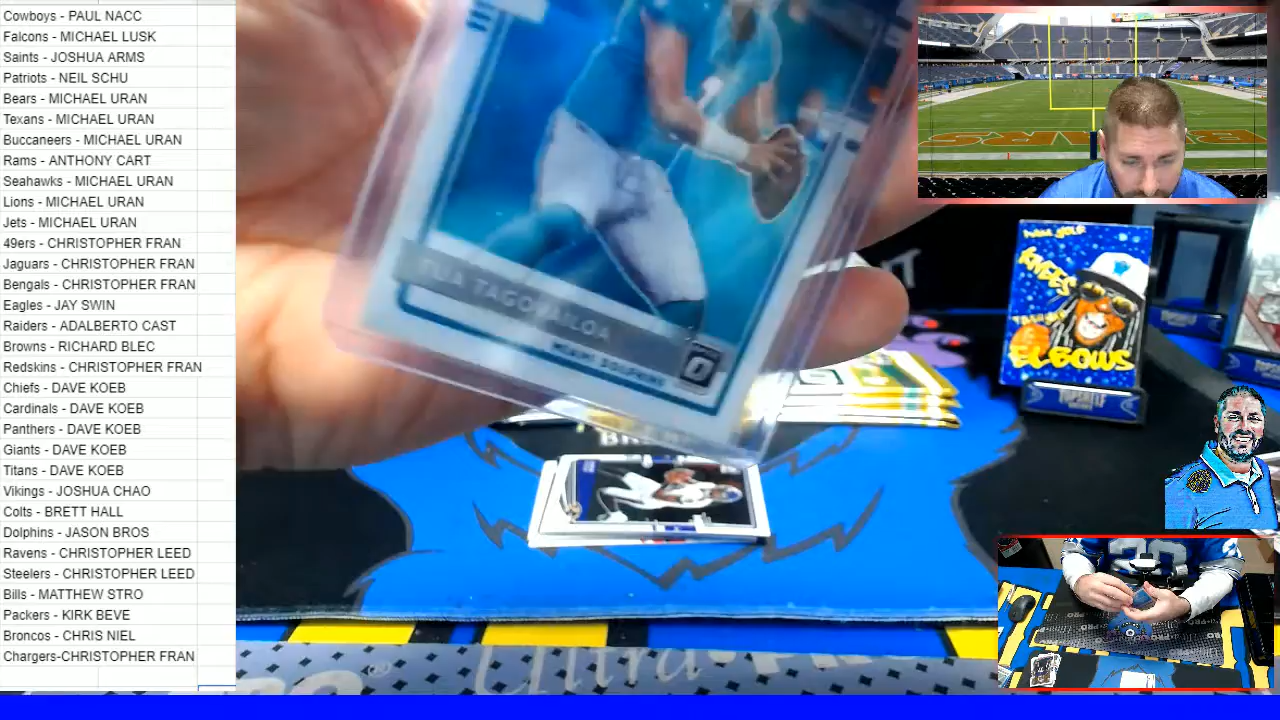 Cowboys - PAUL NACC
Falcons - MICHAEL LUSK
Saints - JOSHUA ARMS
Patriots - NEIL SCHU
Bears - MICHAEL URAN
Texans - MICHAEL URAN
Buccaneers - MICHAEL URAN
Rams - ANTHONY CART
Seahawks - MICHAEL URAN
Lions - MICHAEL URAN
Jets - MICHAEL URAN
49ers - CHRISTOPHER FRAN
Jaguars - CHRISTOPHER FRAN
Bengals - CHRISTOPHER FRAN
Eagles - JAY SWIN
Raiders - ADALBERTO CAST
Browns - RICHARD BLEC
Redskins - CHRISTOPHER FRAN
Chiefs - DAVE KOEB
Cardinals - DAVE KOEB
Panthers - DAVE KOEB
Giants - DAVE KOEB
Titans - DAVE KOEB
Vikings - JOSHUA CHAO
Colts - BRETT HALL
Dolphins - JASON BROS
Ravens - CHRISTOPHER LEED
Steelers - CHRISTOPHER LEED
Bills - MATTHEW STRO
Packers - KIRK BEVE
Broncos - CHRIS NIEL
Chargers-CHRISTOPHER FRAN
TAGOVAILOA
MIAMI DOLPHINS
BEARS
KNEES
ELBOWS
TOPSHELF
Ultra PRO